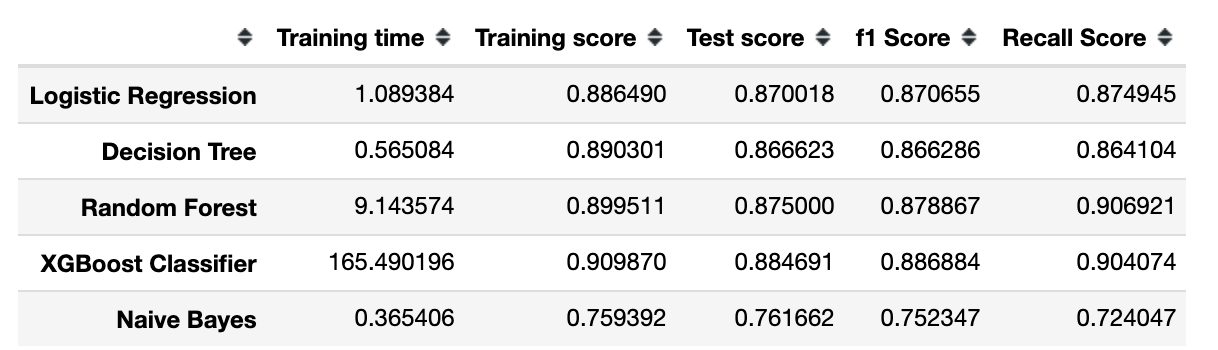 Training time Training score Test score f1 Score Recall Score
Logistic Regression 1.089384 0.886490 0.870018 0.870655 0.874945
Decision Tree 0.565084 0.890301 0.866623 0.866286 0.864104
Random Forest 9.143574 0.899511 0.875000 0.878867 0.906921
XGBoost Classifier 165.490196 0.909870 0.884691 0.886884 0.904074
Naive Bayes 0.365406 0.759392 0.761662 0.752347 0.724047